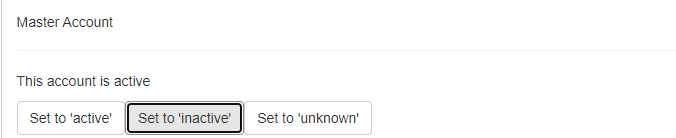 Master Account
This account is active
Set to 'active' Set to 'inactive' Set to 'unknown'